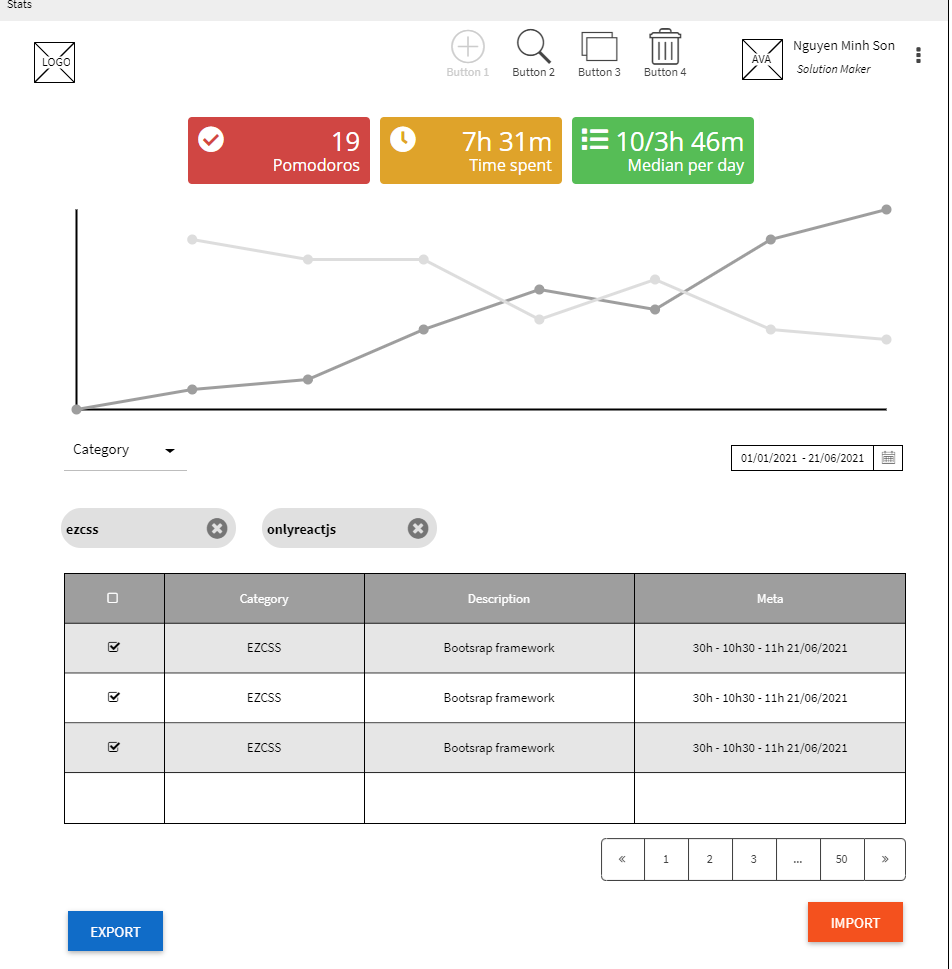 Stats
LOGO
Button 1
Button 2
Button 3
Button 4
AVA
Nguyen Minh Son
Solution Maker
19
Pomodoros
7h 31m
Time spent
10/3h 46m
Median per day
Category
01/01/2021 - 21/06/2021
ezcss
onlyreactjs
Category Description Meta
EZCSS Bootsrap framework 30h - 10h30 - 11h 21/06/2021
EZCSS Bootsrap framework 30h - 10h30 - 11h 21/06/2021
EZCSS Bootsrap framework 30h - 10h30 - 11h 21/06/2021
« 1 2 3 ... 50 »
EXPORT
IMPORT